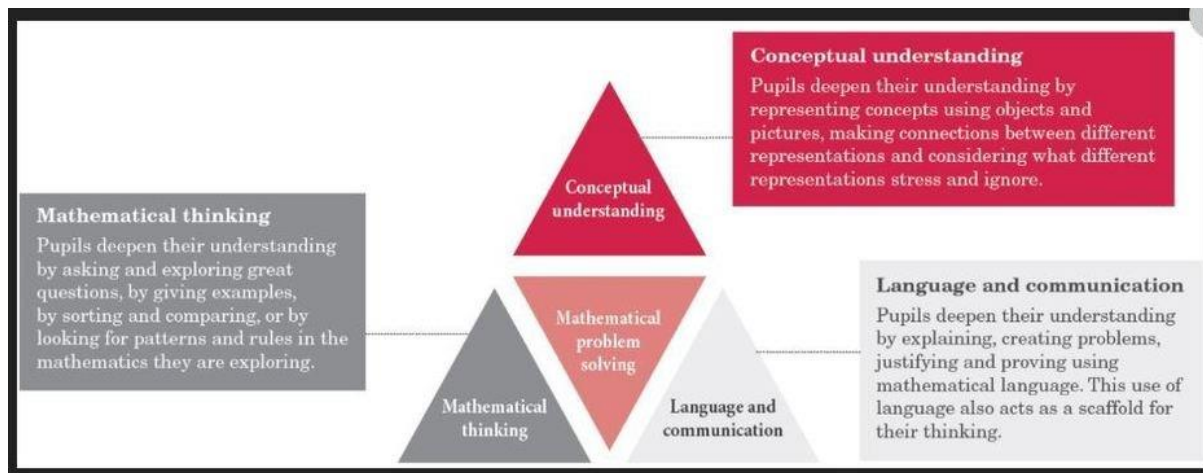 Conceptual understanding
Pupils deepen their understanding by
representing concepts using objects and
pictures, making connections between different
representations and considering what different
representations stress and ignore.
Conceptual
understanding
Mathematical thinking
Pupils deepen their understanding
by asking and exploring great
questions, by giving examples,
by sorting and comparing, or by
looking for patterns and rules in the
mathematics they are exploring.
Mathematical
problem
solving
Mathematical
thinking
Language and
communication
Language and communication
Pupils deepen their understanding
by explaining, creating problems,
justifying and proving using
mathematical language. This use of
language also acts as a scaffold for
their thinking.